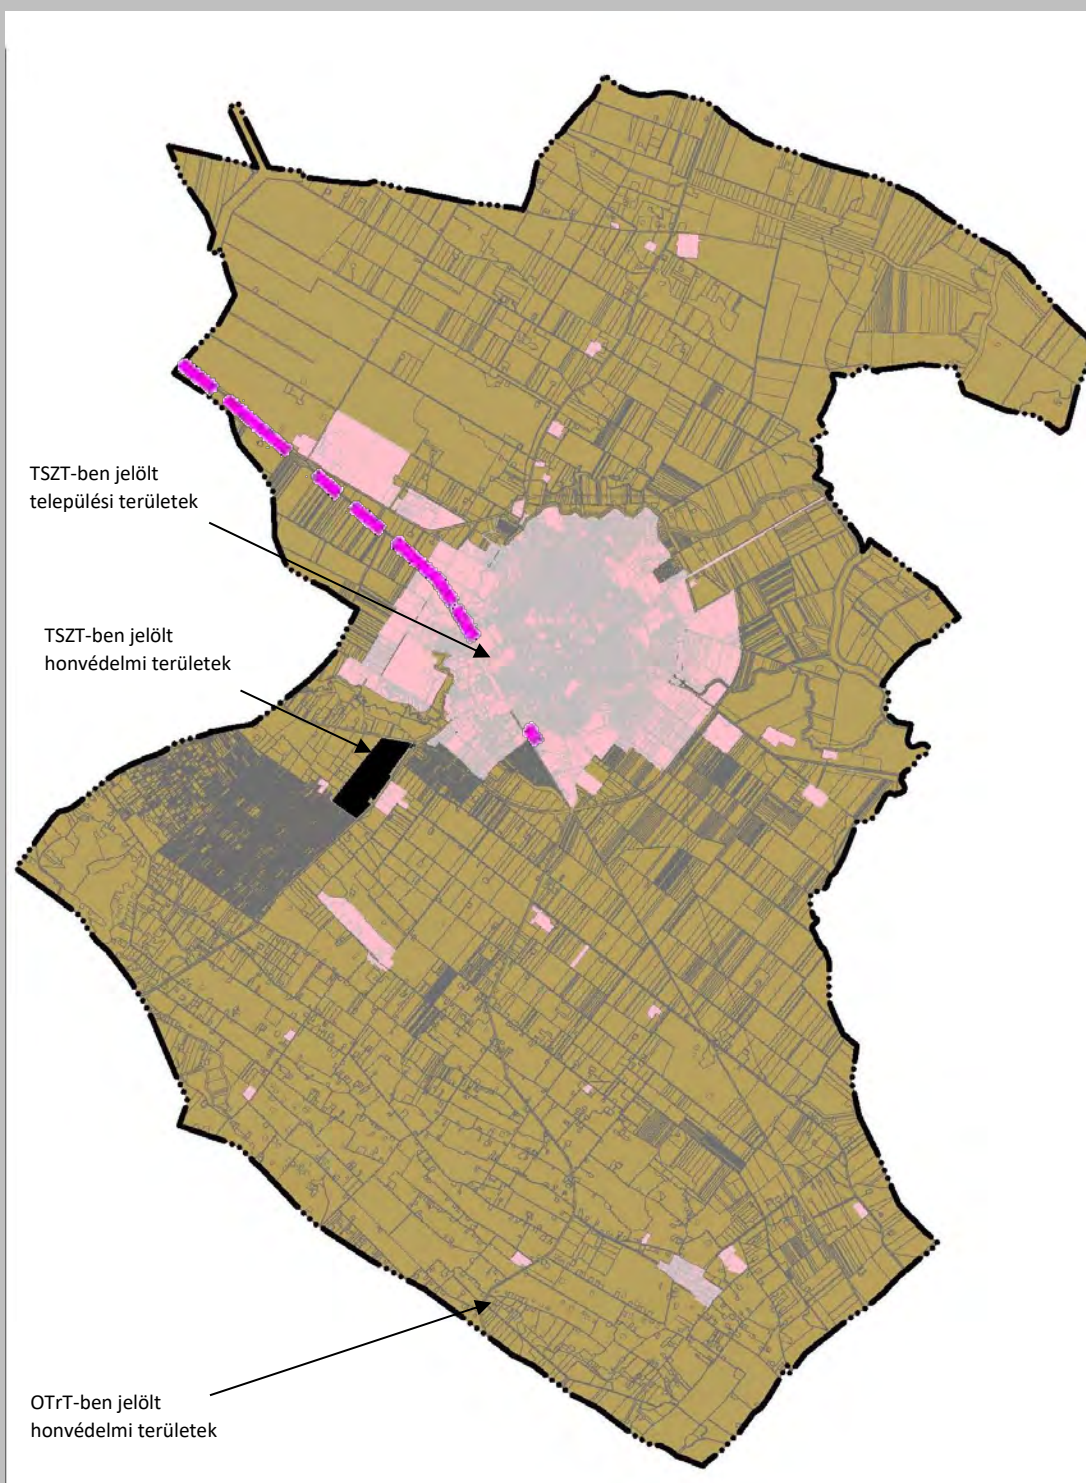 TSZT-ben jelölt
települési területek
TSZT-ben jelölt
honvédelmi területek
OTrT-ben jelölt
honvédelmi területek